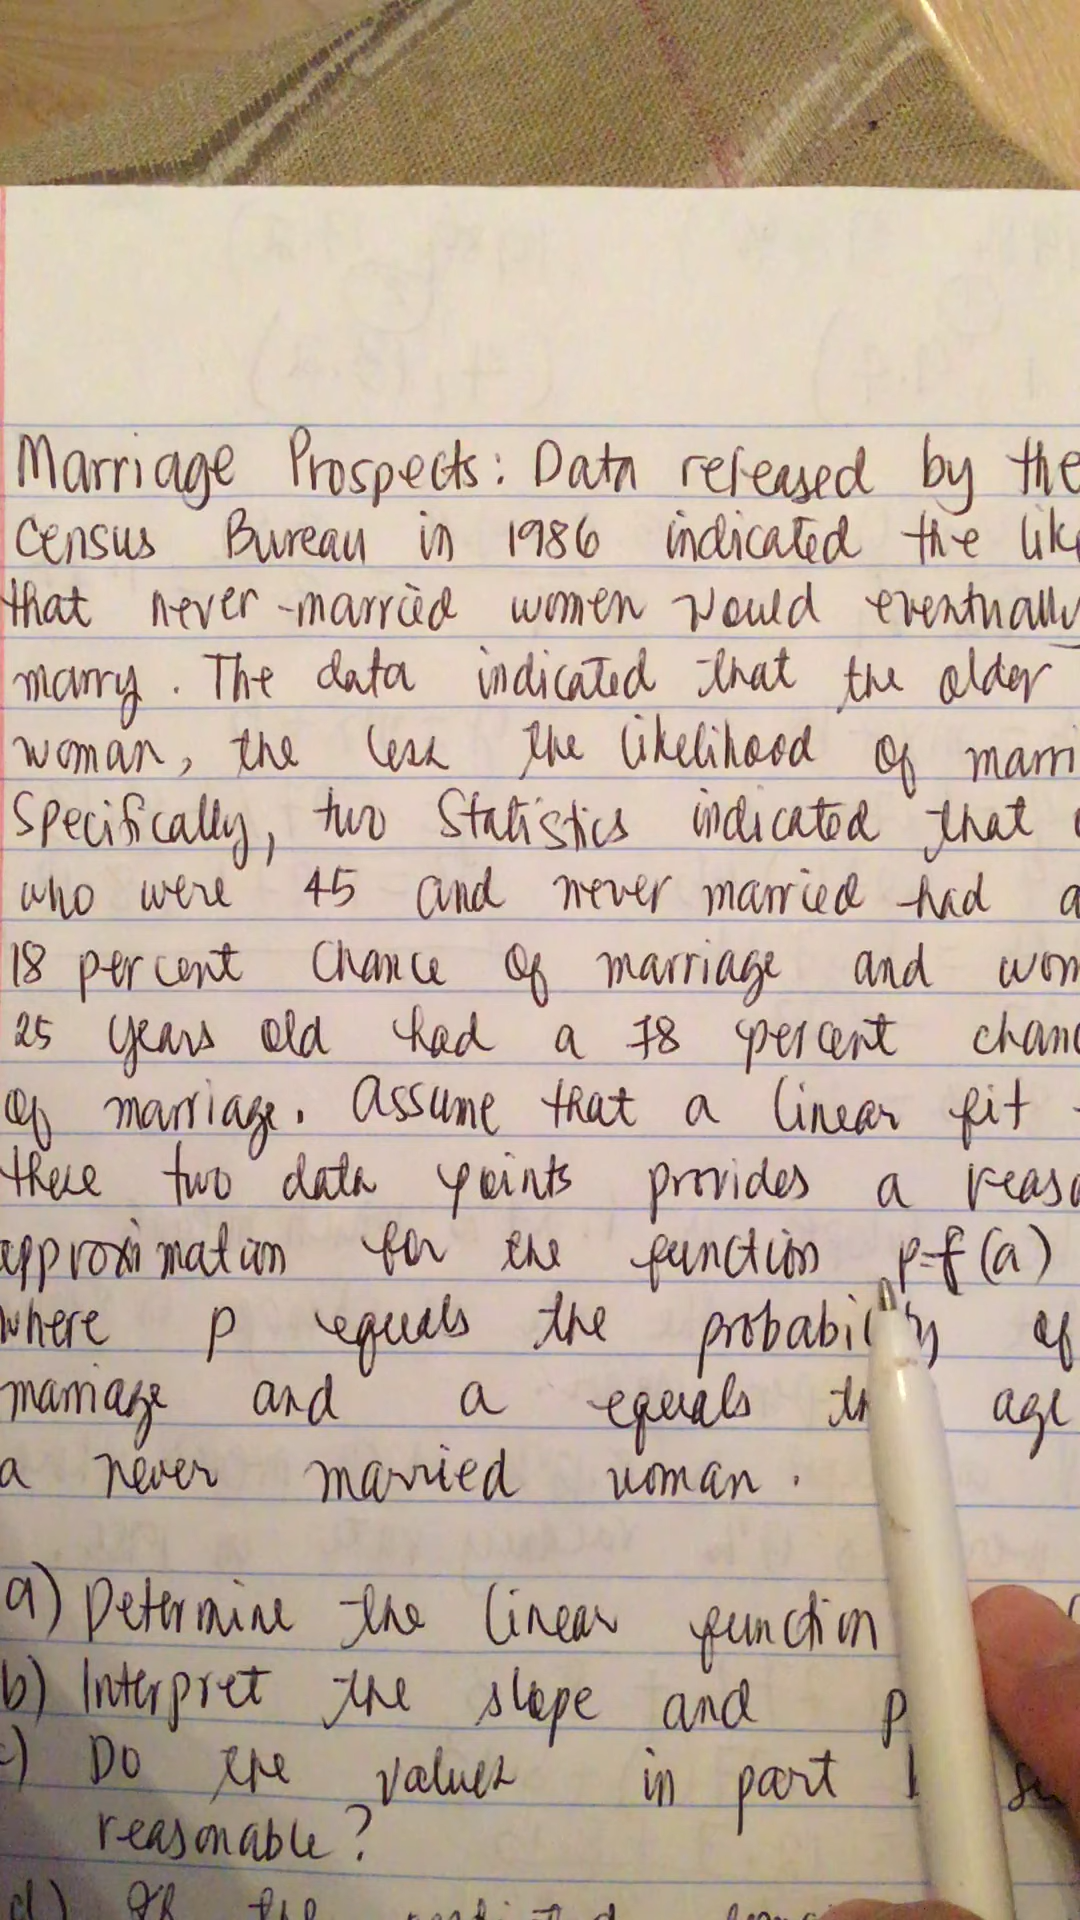 Marriage Prospects: Data released by the
Census Bureau in 1986 indicated the lik
that never-married women would eventually
marry. The data indicated that the older
woman, the less the likelihood of marri
Specifically, two Statistics indicated that
who were 45 and never married had a
18 percent chance of marriage and wom
25 years old had a 78 percent chanc
of marriage. Assume that a linear fit
these two data points provides a reaso
approximation for the function p=f(a)
where p equals the probability of
marriage and a equals the age
a never married woman.
a) Determine the linear function
b) Interpret the slope and p
c) Do the values in part b
reasonable?
d) If the